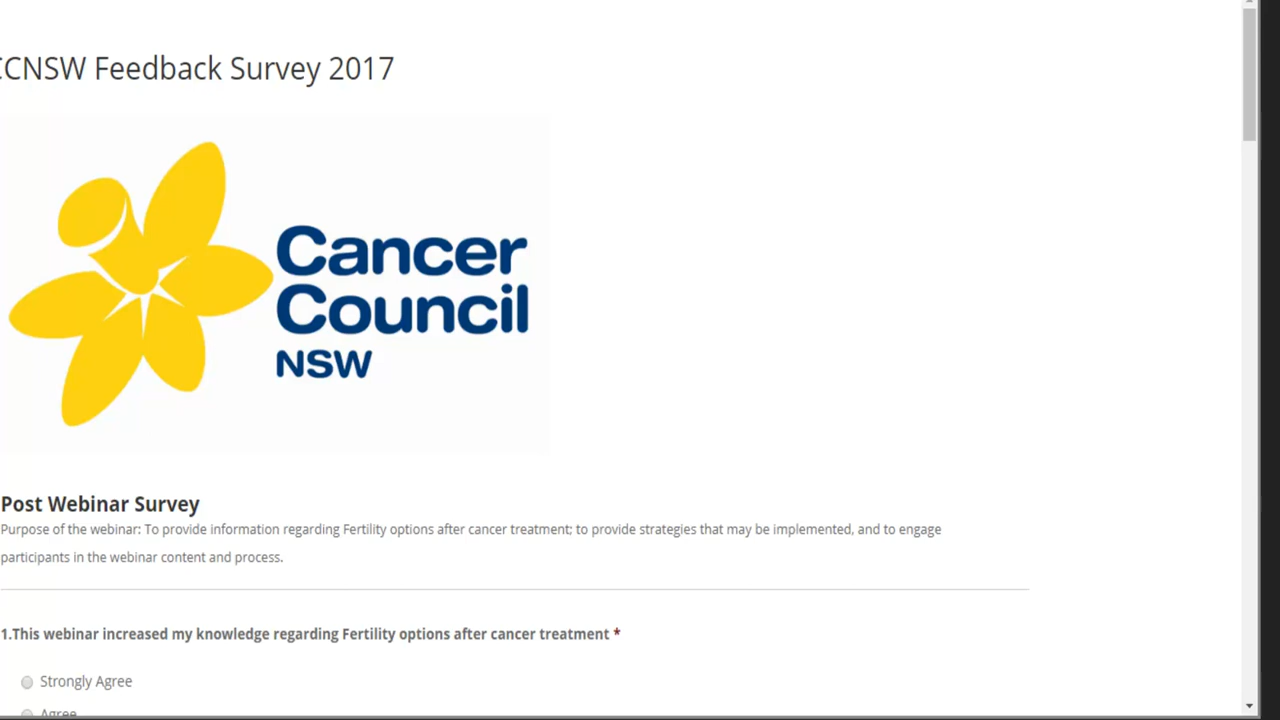 CCNSW Feedback Survey 2017
Cancer
Council
NSW
Post Webinar Survey
Purpose of the webinar: To provide information regarding Fertility options after cancer treatment; to provide strategies that may be implemented, and to engage
participants in the webinar content and process.
1.This webinar increased my knowledge regarding Fertility options after cancer treatment *
Strongly Agree
Agree